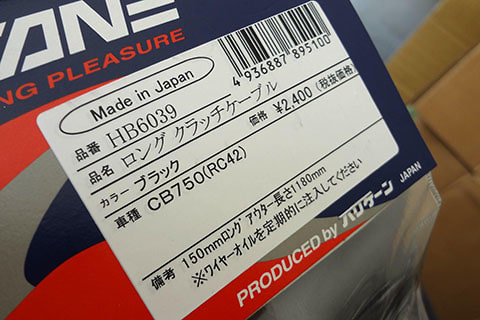 CANE
NG PLEASURE
Made in Japan
4936887895100
品番 HB6039
品名 ロング クラッチケーブル
価格 ¥2,400（税抜価格）
カラー ブラック
車種 CB750(RC42)
備考 150mmロング アウター長さ1180mm
※ワイヤーオイルを定期的に注入してください
PRODUCED by ハリケーン JAPAN